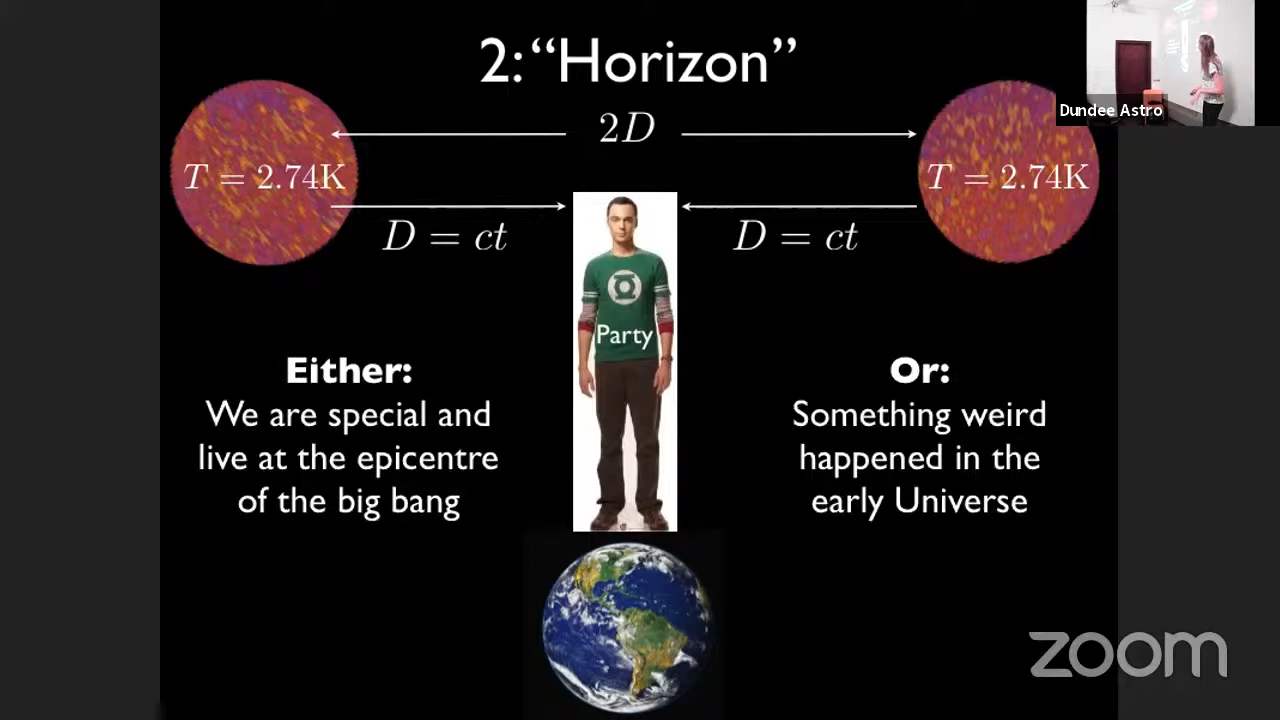 2: “Horizon”
2D
T = 2.74K
T = 2.74K
D = ct
D = ct
Party
Either:
We are special and
live at the epicentre
of the big bang
Or:
Something weird
happened in the
early Universe
Dundee Astro
zoom